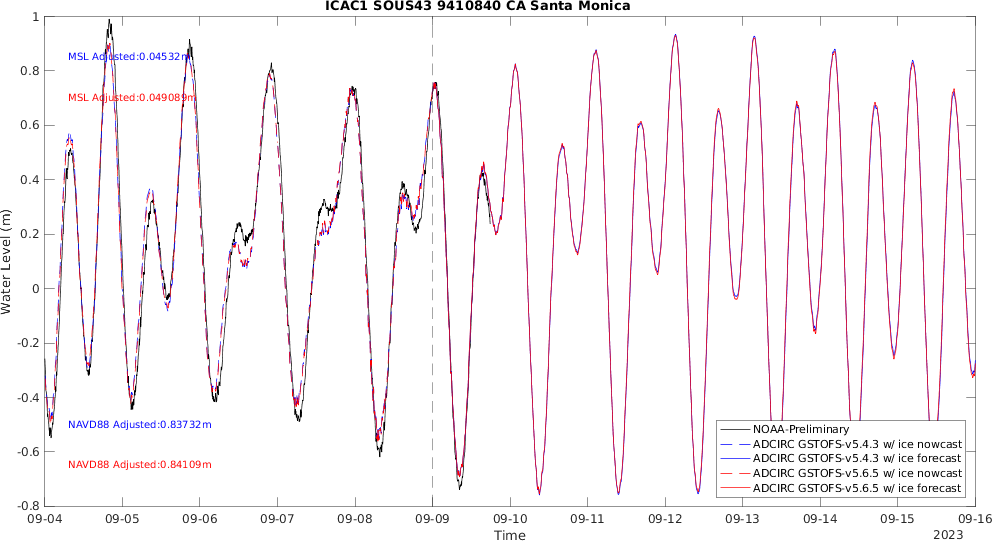 ICAC1 SOUS43 9410840 CA Santa Monica
1
0.8
0.6
0.4
0.2
0
-0.2
-0.4
-0.6
-0.8
Water Level (m)
MSL Adjusted:0.04532m
MSL Adjusted:0.049089m
NAVD88 Adjusted:0.83732m
NAVD88 Adjusted:0.84109m
NOAA-Preliminary
ADCIRC GSTOFS-v5.4.3 w/ ice nowcast
ADCIRC GSTOFS-v5.4.3 w/ ice forecast
ADCIRC GSTOFS-v5.6.5 w/ ice nowcast
ADCIRC GSTOFS-v5.6.5 w/ ice forecast
09-04 09-05 09-06 09-07 09-08 09-09 09-10 09-11 09-12 09-13 09-14 09-15 09-16
Time
2023